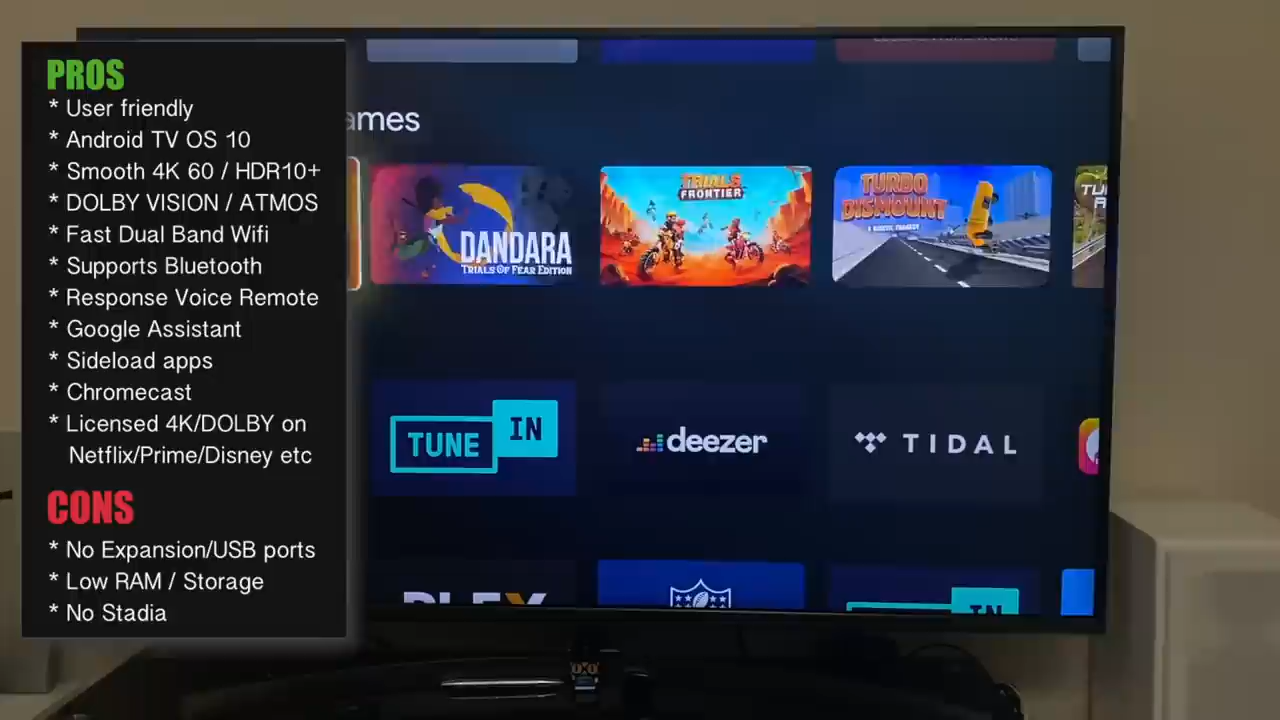 PROS
* User friendly
* Android TV OS 10
* Smooth 4K 60 / HDR10+
* DOLBY VISION / ATMOS
* Fast Dual Band Wifi
* Supports Bluetooth
* Response Voice Remote
* Google Assistant
* Sideload apps
* Chromecast
* Licensed 4K/DOLBY on
Netflix/Prime/Disney etc
CONS
* No Expansion/USB ports
* Low RAM / Storage
* No Stadia
ames
DANDARA
TRIALS OF FEAR EDITION
TRIALS
FRONTIER
TURBO
DISMOUNT
TUNE IN
deezer
TIDAL
PLEX
IN